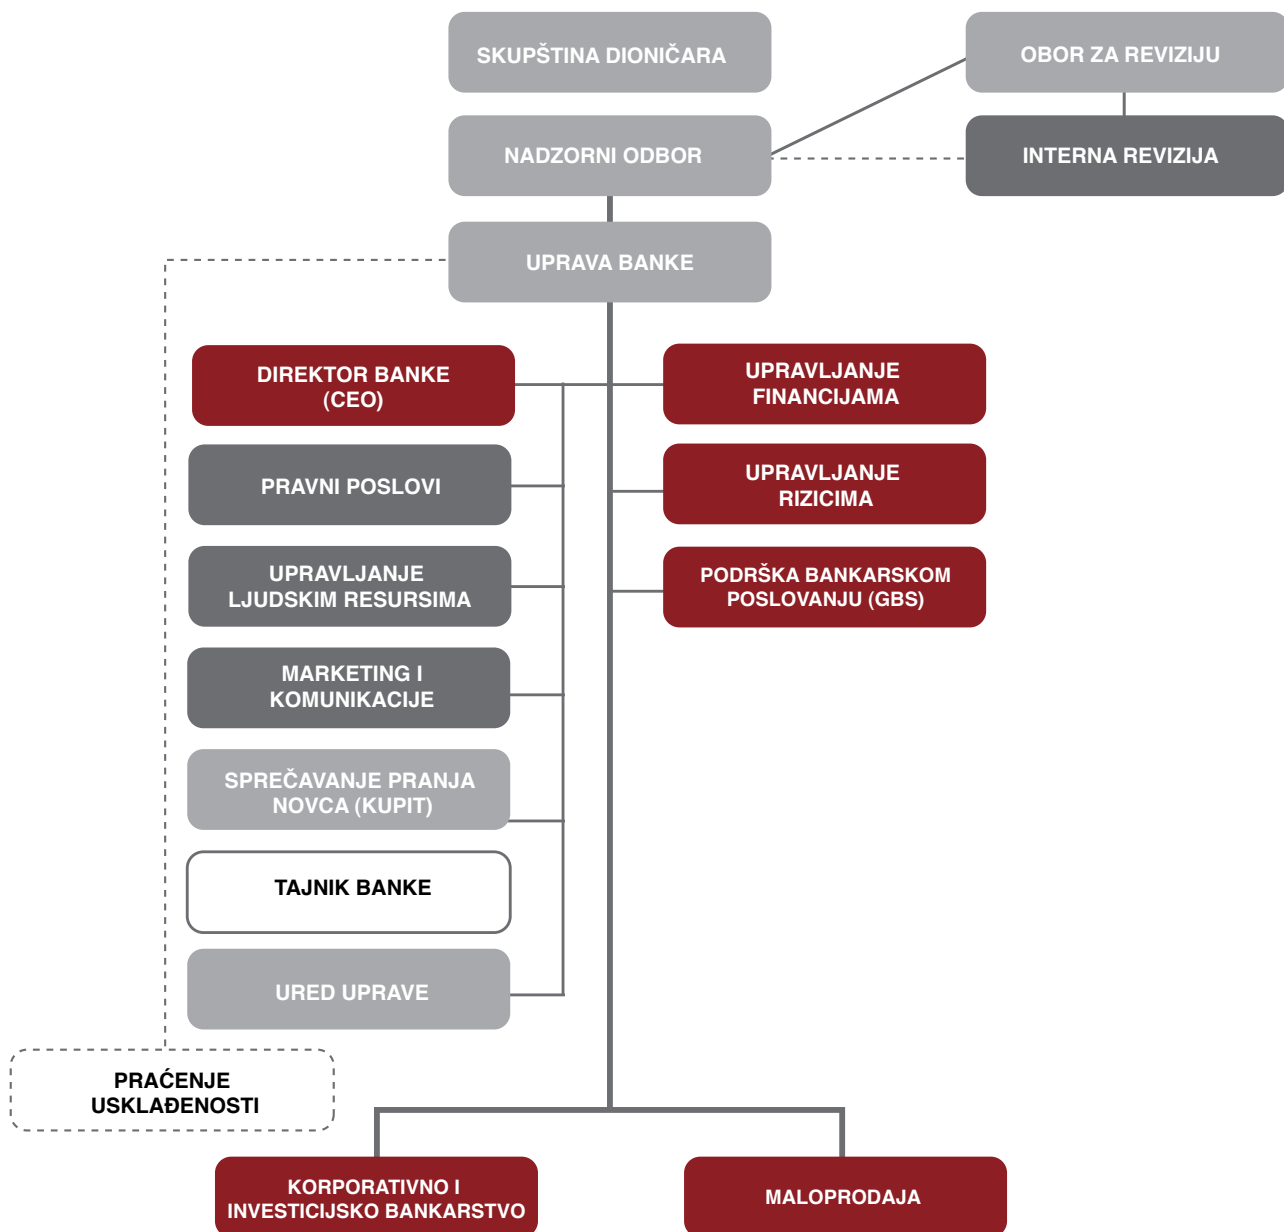 SKUPŠTINA DIONIČARA
OBOR ZA REVIZIJU
NADZORNI ODBOR
INTERNA REVIZIJA
UPRAVA BANKE
DIREKTOR BANKE
(CEO)
UPRAVLJANJE
FINANCIJAMA
PRAVNI POSLOVI
UPRAVLJANJE
RIZICIMA
UPRAVLJANJE
LJUDSKIM RESURSIMA
PODRŠKA BANKARSKOM
POSLOVANJU (GBS)
MARKETING I
KOMUNIKACIJE
SPREČAVANJE PRANJA
NOVCA (KUPIT)
TAJNIK BANKE
URED UPRAVE
PRAĆENJE
USKLAĐENOSTI
KORPORATIVNO I
INVESTICIJSKO BANKARSTVO
MALOPRODAJA